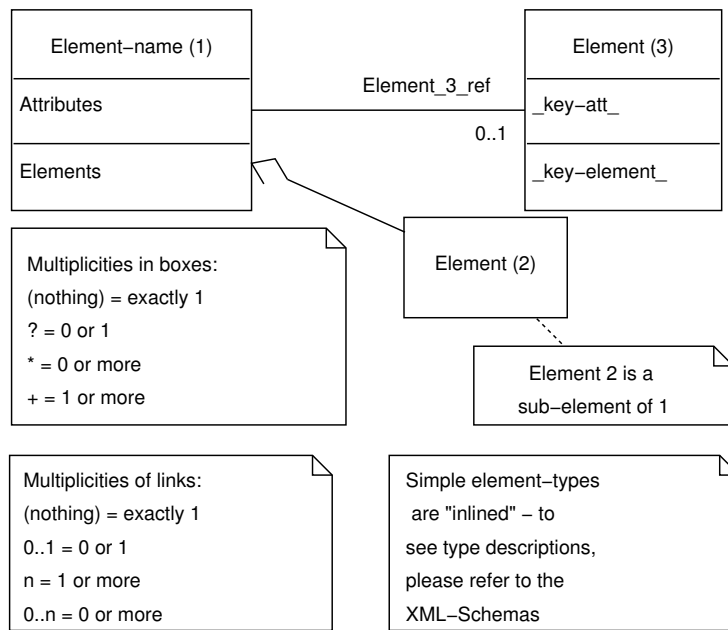 Element−name (1)
Attributes
Elements
Element_3_ref
0..1
Element (3)
_key−att_
_key−element_
Element (2)
Element 2 is a
sub−element of 1
Multiplicities in boxes:
(nothing) = exactly 1
? = 0 or 1
* = 0 or more
+ = 1 or more
Multiplicities of links:
(nothing) = exactly 1
0..1 = 0 or 1
n = 1 or more
0..n = 0 or more
Simple element−types
are "inlined" − to
see type descriptions,
please refer to the
XML−Schemas